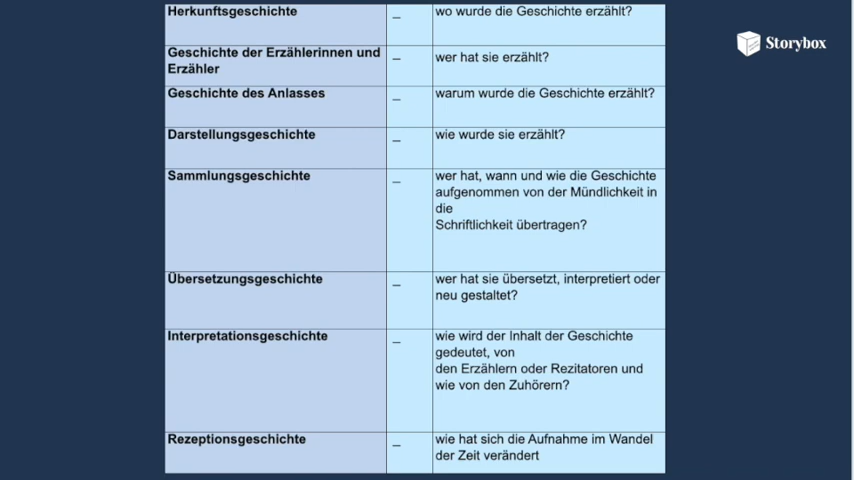 Herkunftsgeschichte _ wo wurde die Geschichte erzählt?
Storybox
Geschichte der Erzählerinnen und
Erzähler _ wer hat sie erzählt?
Geschichte des Anlasses _ warum wurde die Geschichte erzählt?
Darstellungsgeschichte _ wie wurde sie erzählt?
Sammlungsgeschichte _ wer hat, wann und wie die Geschichte
aufgenommen von der Mündlichkeit in
die
Schriftlichkeit übertragen?
Übersetzungsgeschichte _ wer hat sie übersetzt, interpretiert oder
neu gestaltet?
Interpretationsgeschichte _ wie wird der Inhalt der Geschichte
gedeutet, von
den Erzählern oder Rezitatoren und
wie von den Zuhörern?
Rezeptionsgeschichte _ wie hat sich die Aufnahme im Wandel
der Zeit verändert